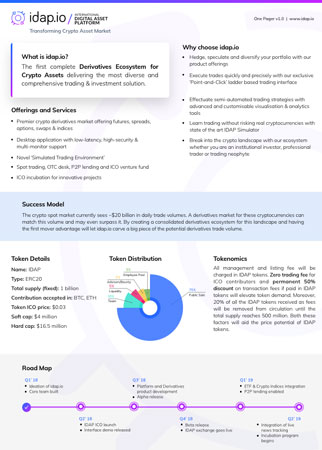 idap.io/
INTERNATIONAL
DIGITAL ASSET
PLATFORM
One Pager v1.0 | www.idap.io
Transforming Crypto Asset Market
What is idap.io?
The first complete Derivatives Ecosystem for
Crypto Assets delivering the most diverse and
comprehensive trading & investment solution.
Offerings and Services
Premier crypto derivatives market offering futures, spreads,
options, swaps & indices
Desktop application with low-latency, high-security &
multi-monitor support
Novel 'Simulated Trading Environment'
Spot trading, OTC desk, P2P lending and ICO venture fund
ICO incubation for innovative projects
Why choose idap.io
Hedge, speculate and diversify your portfolio with our
product offerings
Execute trades quickly and precisely with our exclusive
'Point-and-Click' ladder based trading interface
Effectuate semi-automated trading strategies with
advanced and customisable visualisation & analytics
tools
Learn trading without risking real cryptocurrencies with
state of the art IDAP Simulator
Break into the crypto landscape with our ecosystem
whether you are an institutional investor, professional
trader or trading neophyte
Success Model
The crypto spot market currently sees ~$20 billion in daily trade volumes. A derivatives market for these cryptocurrencies can
match this volume and may even surpass it. By creating a consolidated derivatives ecosystem for this landscape and having
the first mover advantage will let idap.io carve a big piece of the potential derivatives trade volume.
Token Details
Name: IDAP
Type: ERC20
Total supply (fixed): 1 billion
Contribution accepted in: BTC, ETH
Token ICO price: $0.03
Soft cap: $4 million
Hard cap: $16.5 million
Token Distribution
Employee Pool
Advisors/Bounty
Liquidity
Team
Public Sale
Tokenomics
All management and listing fee will be
charged in IDAP tokens. Zero trading fee for
ICO contributors and permanent 50%
discount on transaction fees if paid in IDAP
tokens will elevate token demand. Moreover,
20% of all the IDAP tokens received as fees
will be removed from circulation until the
total supply reaches 500 million. Both these
factors will aid the price potential of IDAP
tokens.
Road Map
Q1' 18
Ideation of idap.io
Core team built
Q2' 18
IDAP ICO launch
Interface demo released
Q3' 18
Platform and Derivatives
product development
Alpha release
Beta release
IDAP exchange goes live
ETF & Crypto Indices Integration
P2P lending enabled
Integration of live
news tracking
Incubation program
begins